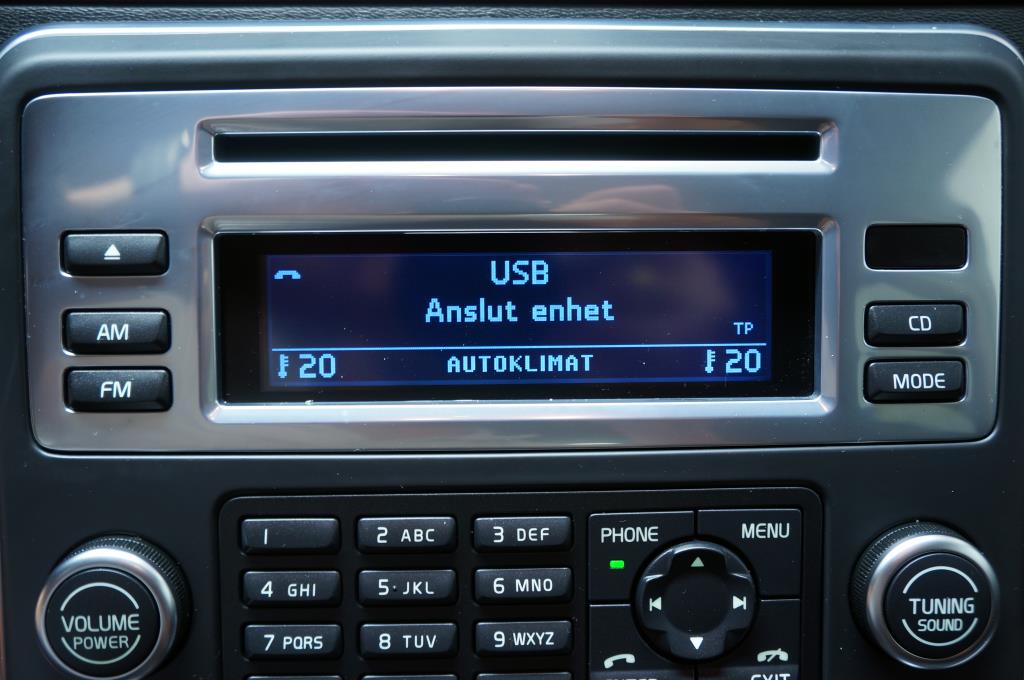 USB
Anslut enhet
TP
20 AUTOKLIMAT 20
AM
FM
CD
MODE
1
2 ABC
3 DEF
4 GHI
5 JKL
6 MNO
7 PQRS
8 TUV
9 WXYZ
PHONE
MENU
VOLUME
POWER
TUNING
SOUND
EXIT